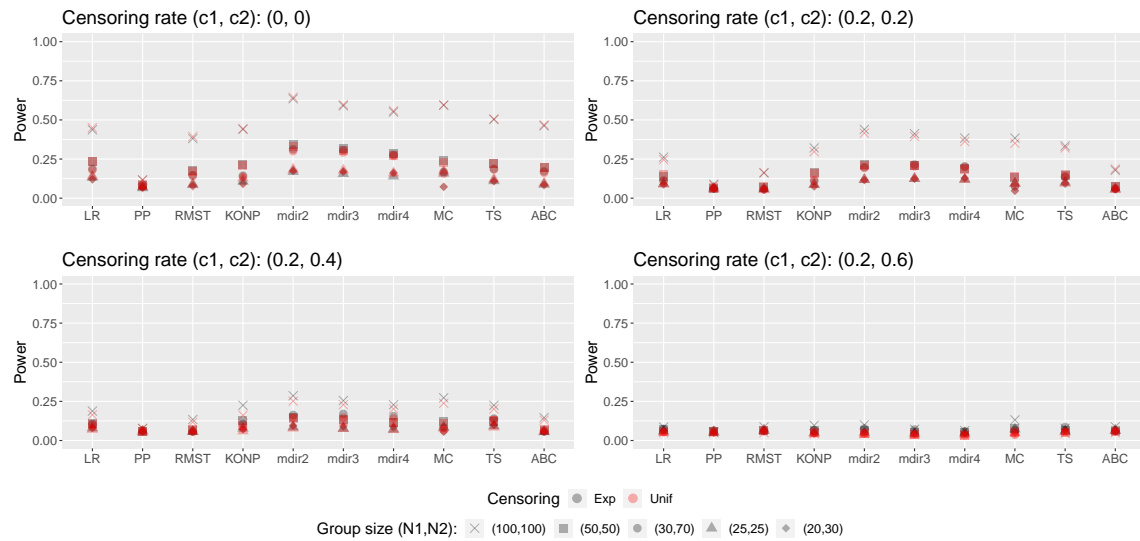 Censoring rate (c1, c2): (0, 0)
Power
1.00
0.75
0.50
0.25
0.00
LR PP RMST KONP mdir2 mdir3 mdir4 MC TS ABC
Censoring rate (c1, c2): (0.2, 0.2)
Power
1.00
0.75
0.50
0.25
0.00
LR PP RMST KONP mdir2 mdir3 mdir4 MC TS ABC
Censoring rate (c1, c2): (0.2, 0.4)
Power
1.00
0.75
0.50
0.25
0.00
LR PP RMST KONP mdir2 mdir3 mdir4 MC TS ABC
Censoring rate (c1, c2): (0.2, 0.6)
Power
1.00
0.75
0.50
0.25
0.00
LR PP RMST KONP mdir2 mdir3 mdir4 MC TS ABC
Censoring Exp Unif
Group size (N1,N2): (100,100) (50,50) (30,70) (25,25) (20,30)